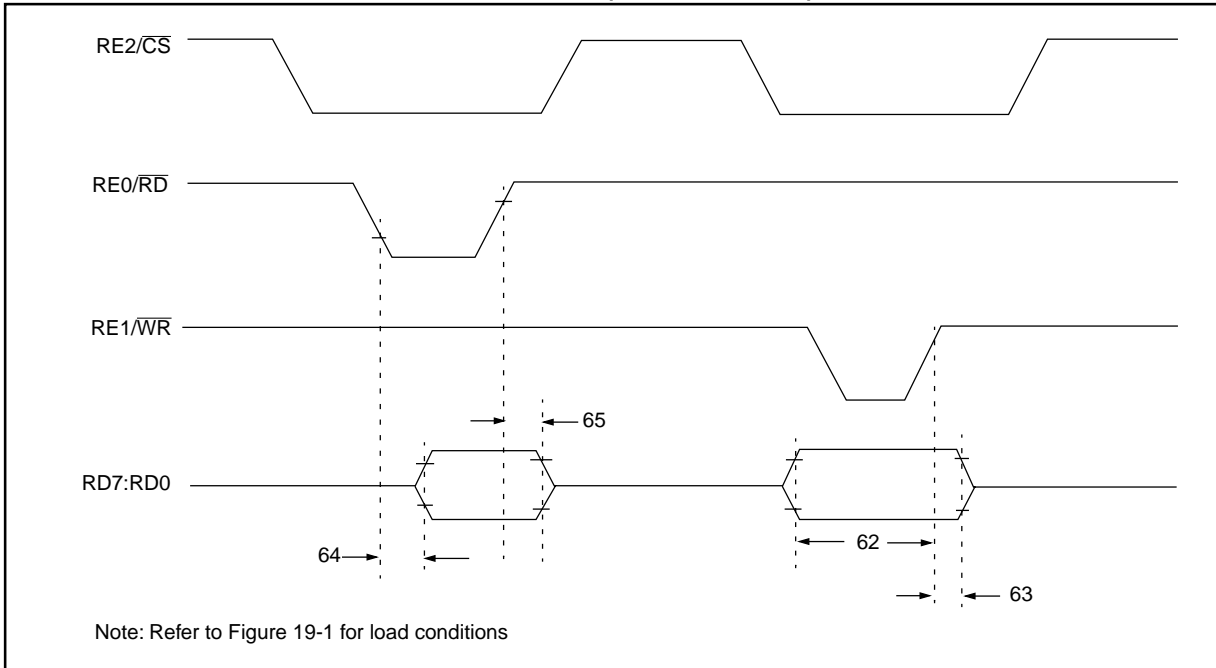 RE2/CS
RE0/RD
RE1/WR
65
RD7:RD0
62
64
63
Note: Refer to Figure 19-1 for load conditions